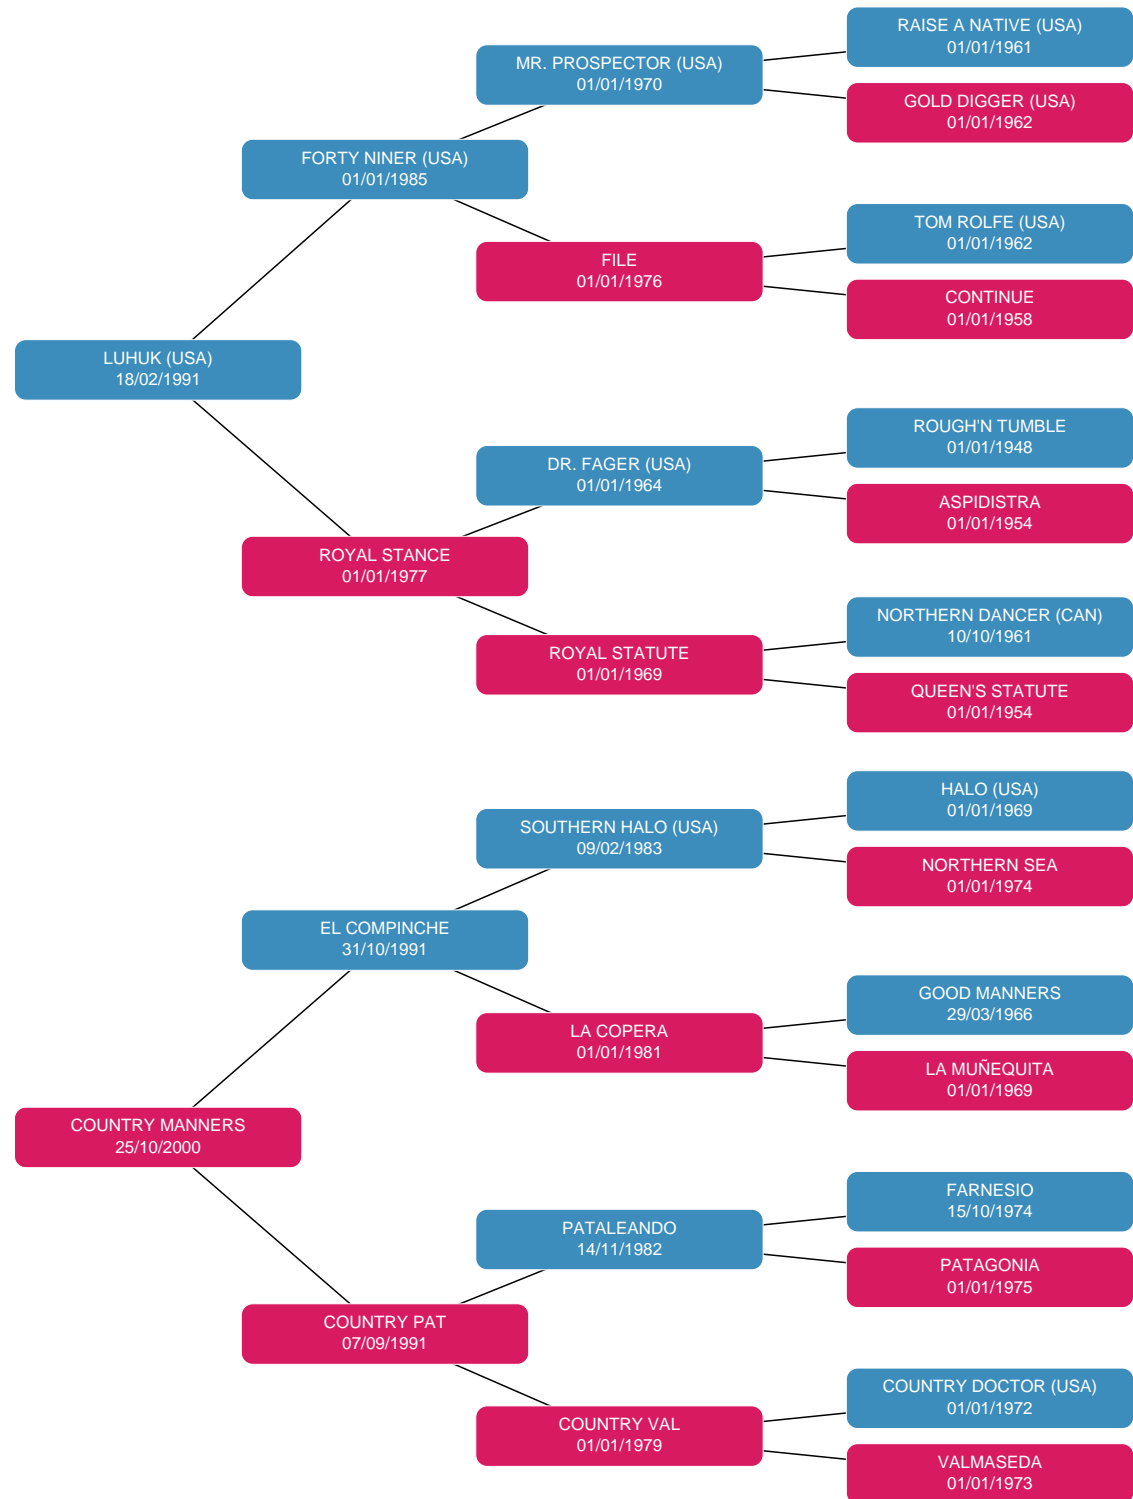 RAISE A NATIVE (USA)
01/01/1961
MR. PROSPECTOR (USA)
01/01/1970
GOLD DIGGER (USA)
01/01/1962
FORTY NINER (USA)
01/01/1985
TOM ROLFE (USA)
01/01/1962
FILE
01/01/1976
CONTINUE
01/01/1958
LUHUK (USA)
18/02/1991
ROUGH'N TUMBLE
01/01/1948
DR. FAGER (USA)
01/01/1964
ASPIDISTRA
01/01/1954
ROYAL STANCE
01/01/1977
NORTHERN DANCER (CAN)
10/10/1961
ROYAL STATUTE
01/01/1969
QUEEN'S STATUTE
01/01/1954
HALO (USA)
01/01/1969
SOUTHERN HALO (USA)
09/02/1983
NORTHERN SEA
01/01/1974
EL COMPINCHE
31/10/1991
GOOD MANNERS
29/03/1966
LA COPERA
01/01/1981
LA MUÑEQUITA
01/01/1969
COUNTRY MANNERS
25/10/2000
FARNESIO
15/10/1974
PATALEANDO
14/11/1982
PATAGONIA
01/01/1975
COUNTRY PAT
07/09/1991
COUNTRY DOCTOR (USA)
01/01/1972
COUNTRY VAL
01/01/1979
VALMASEDA
01/01/1973